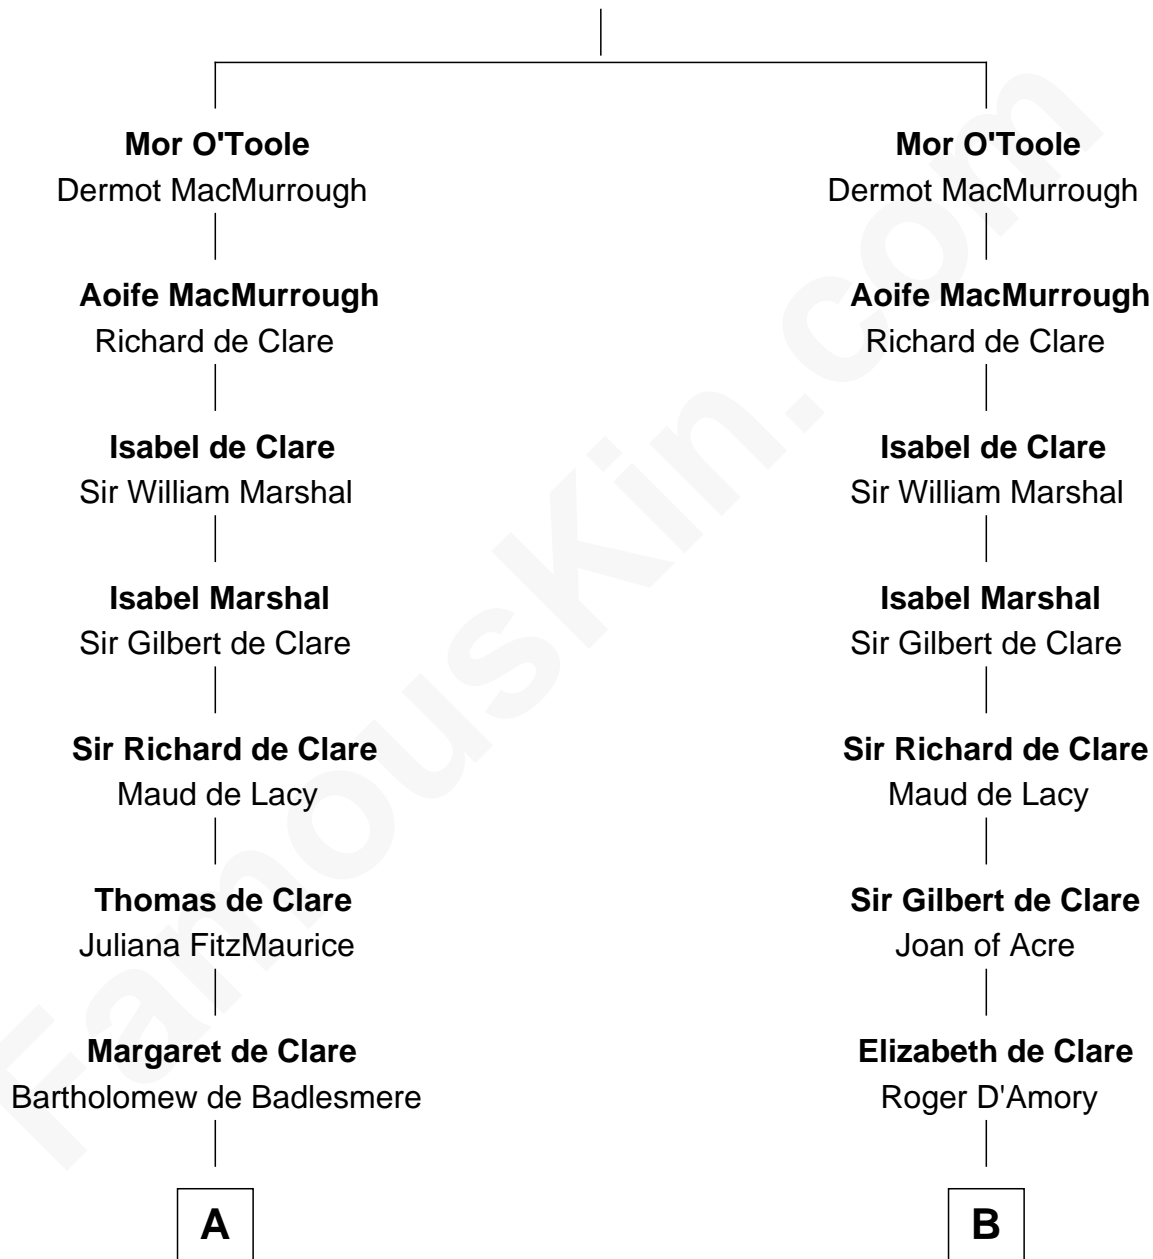 Mor O'Toole
Dermot MacMurrough
Aoife MacMurrough
Richard de Clare
Isabel de Clare
Sir William Marshal
Isabel Marshal
Sir Gilbert de Clare
Sir Richard de Clare
Maud de Lacy
Thomas de Clare
Juliana FitzMaurice
Margaret de Clare
Bartholomew de Badlesmere
A
Mor O'Toole
Dermot MacMurrough
Aoife MacMurrough
Richard de Clare
Isabel de Clare
Sir William Marshal
Isabel Marshal
Sir Gilbert de Clare
Sir Richard de Clare
Maud de Lacy
Sir Gilbert de Clare
Joan of Acre
Elizabeth de Clare
Roger D'Amory
B
FamousKin.com